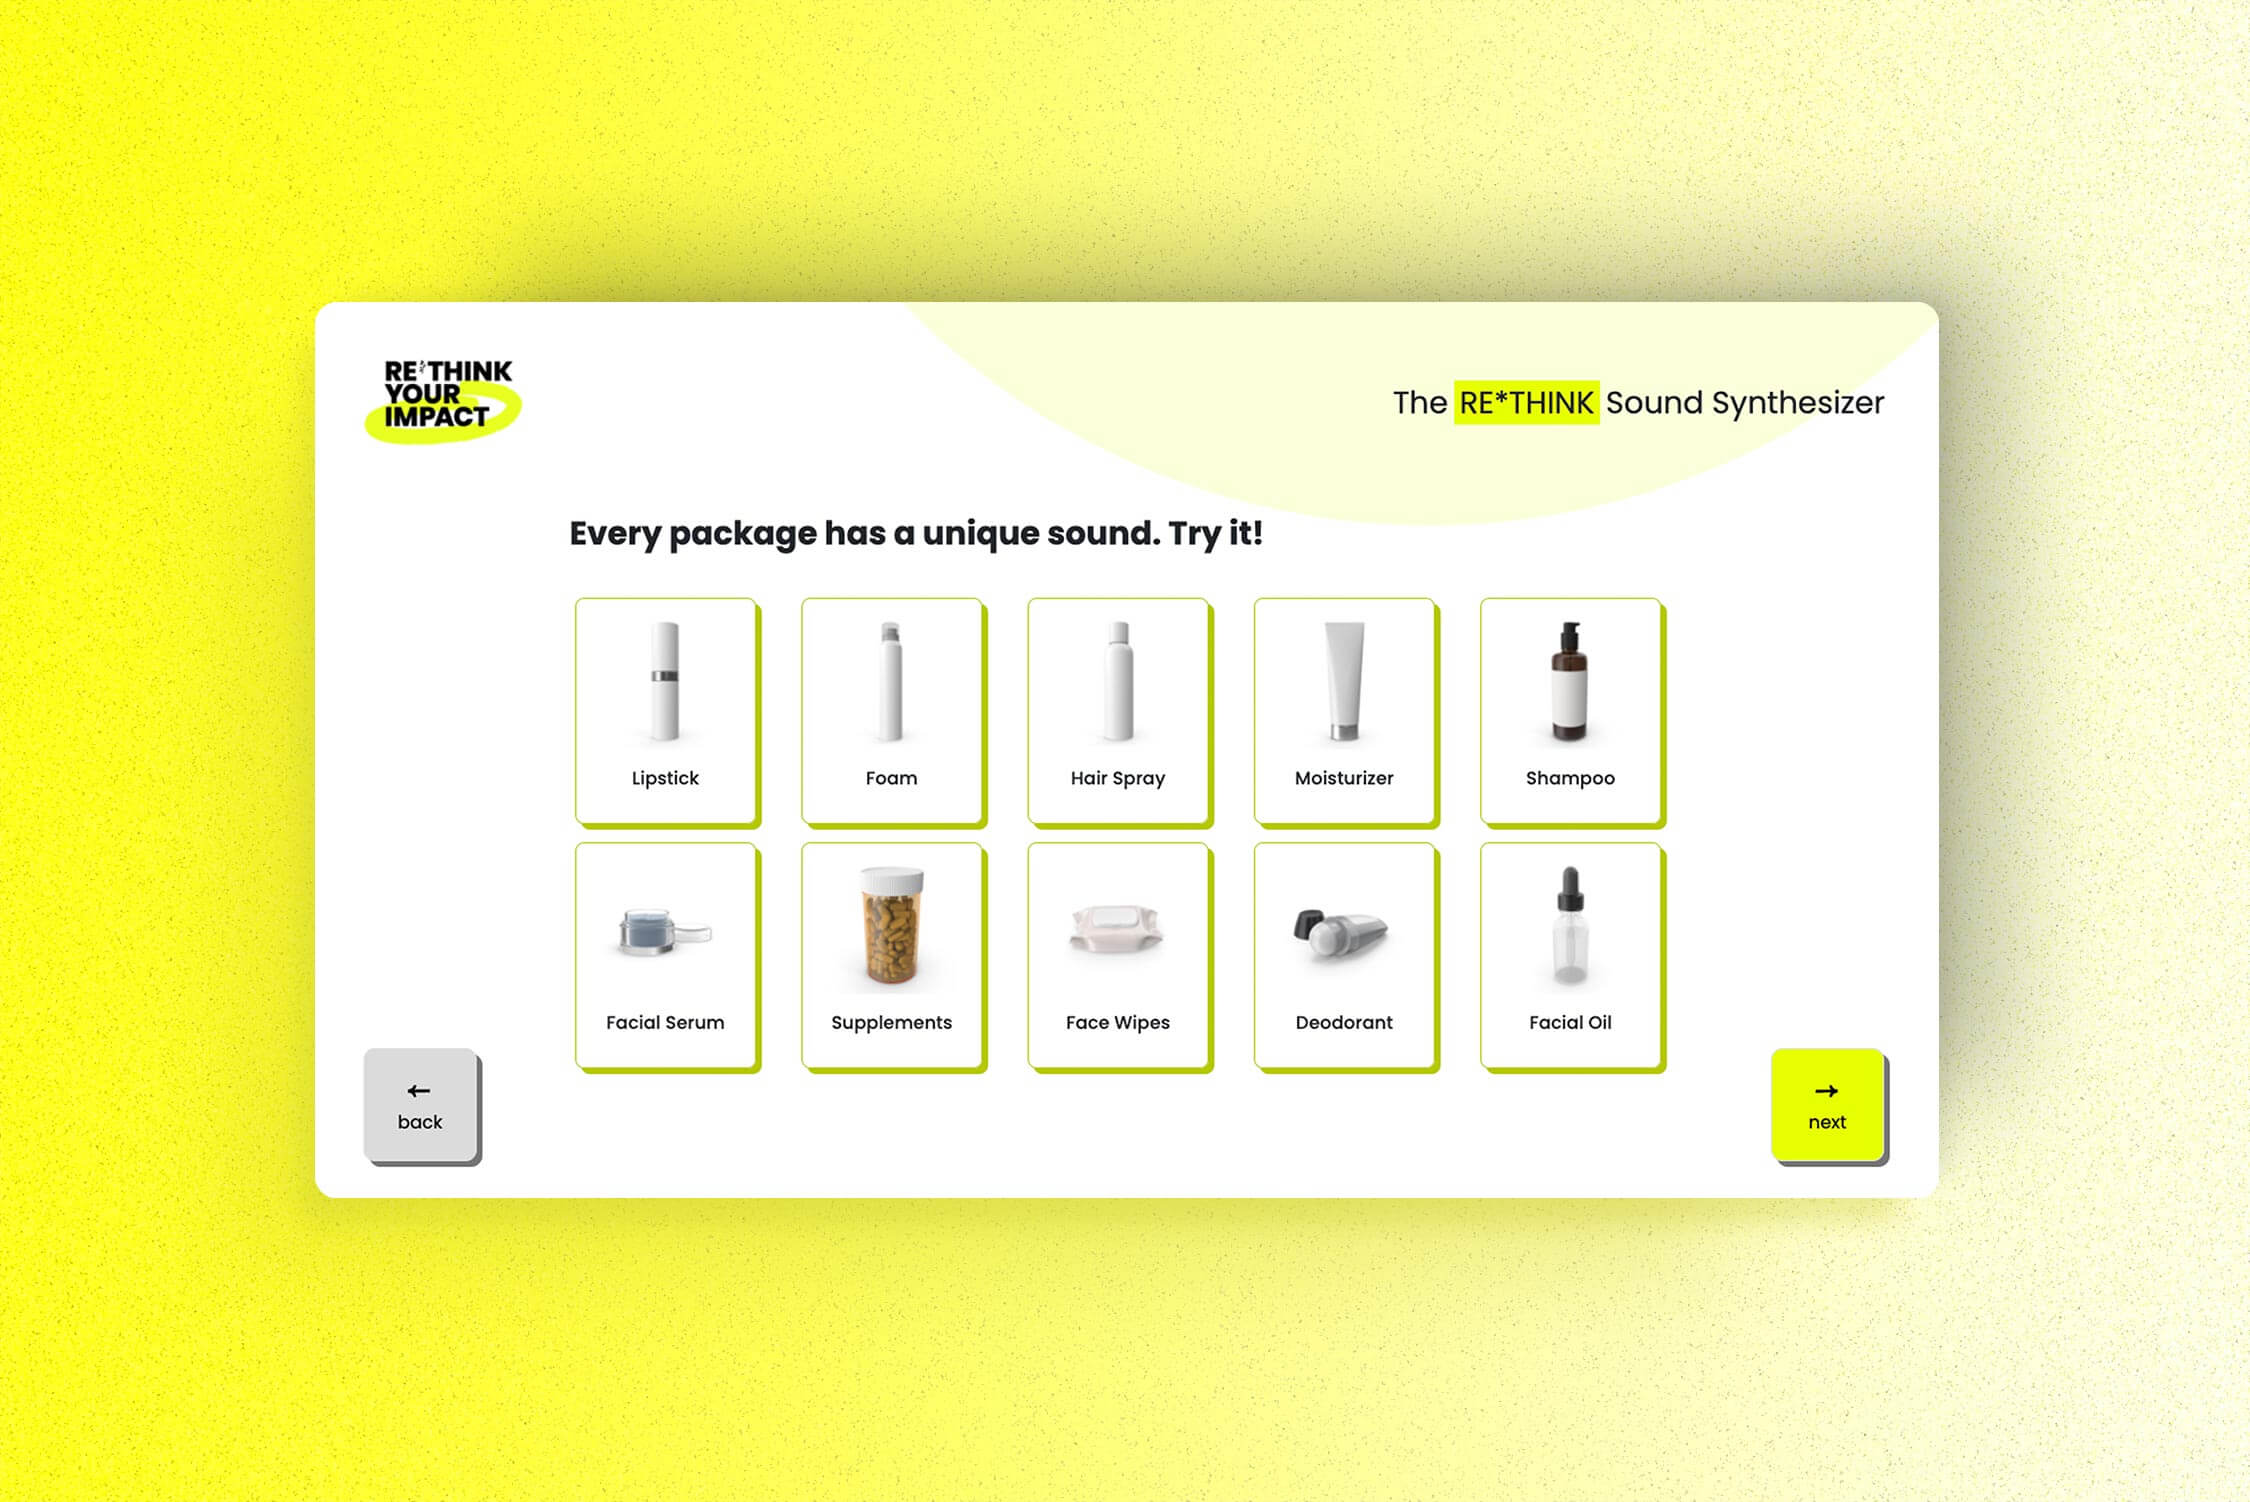 RE*THINK
YOUR
IMPACT
The RE*THINK Sound Synthesizer
Every package has a unique sound. Try it!
Lipstick
Foam
Hair Spray
Moisturizer
Shampoo
Facial Serum
Supplements
Face Wipes
Deodorant
Facial Oil
← back
→ next